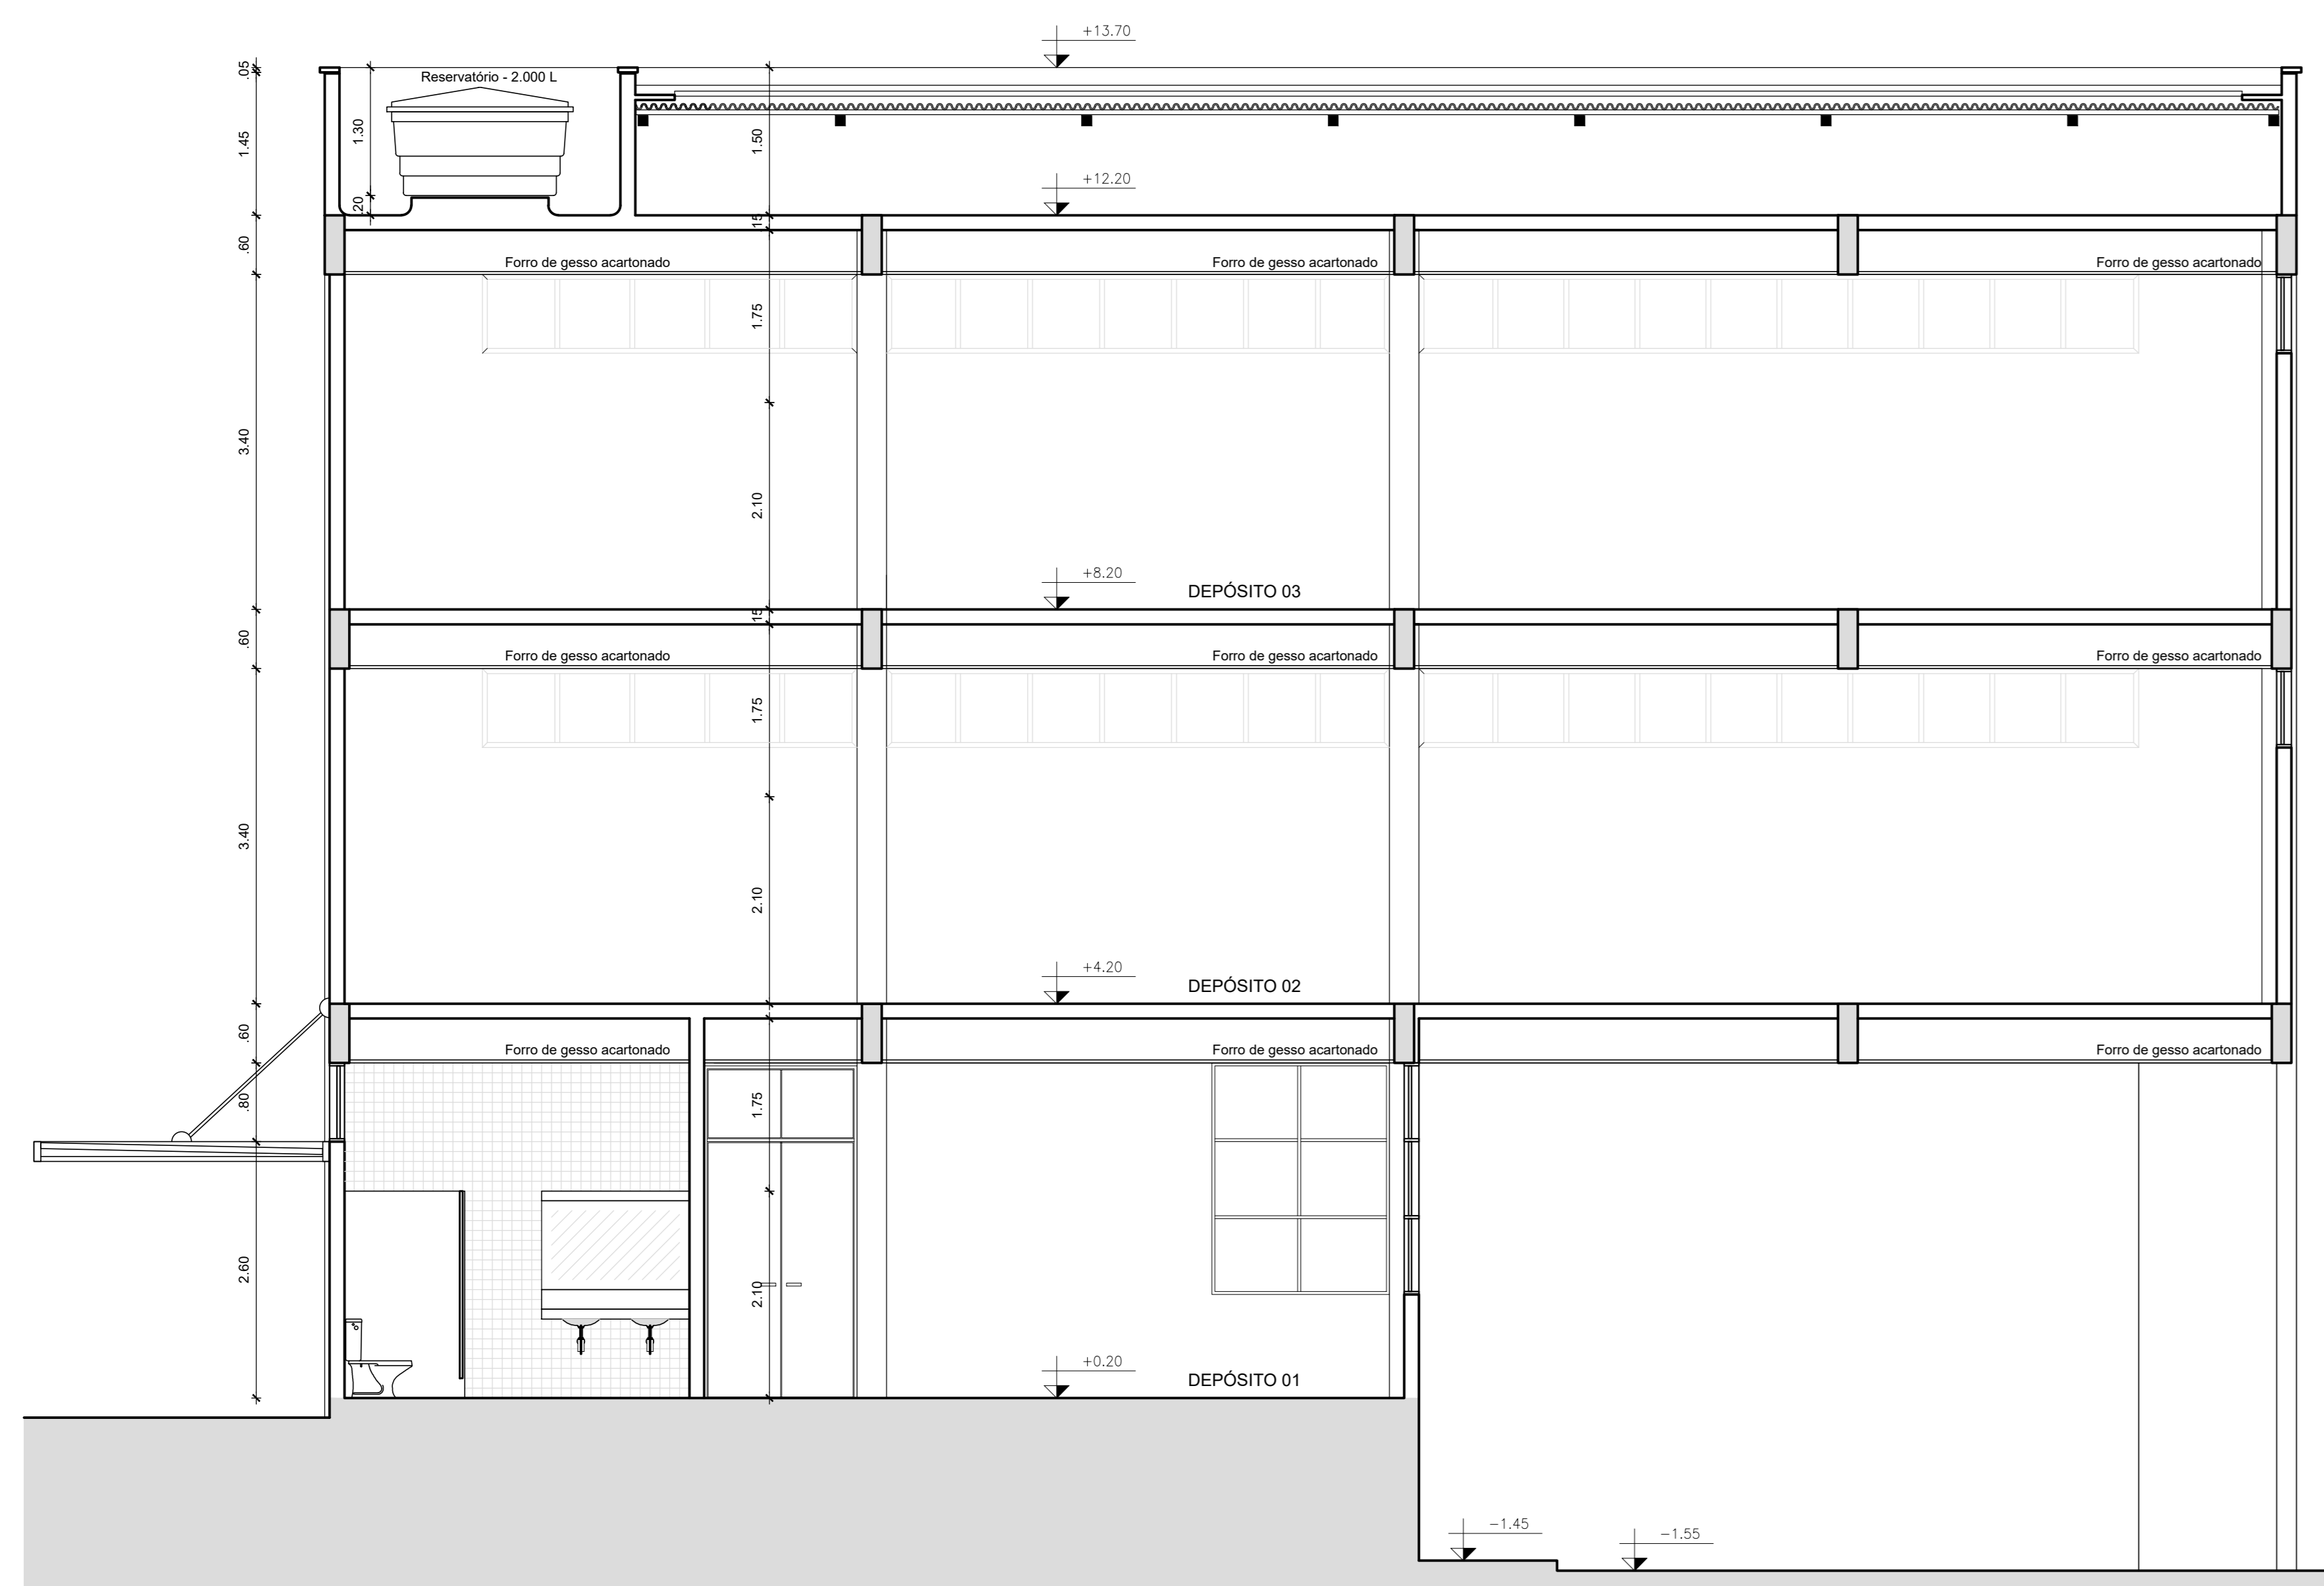 +13.70
.05
Reservatório - 2.000 L
1.45
1.30
1.50
+12.20
.20
.15
.60
Forro de gesso acartonado
Forro de gesso acartonado
Forro de gesso acartonado
1.75
3.40
2.10
+8.20
DEPÓSITO 03
.15
.60
Forro de gesso acartonado
Forro de gesso acartonado
Forro de gesso acartonado
1.75
3.40
2.10
+4.20
DEPÓSITO 02
.60
Forro de gesso acartonado
Forro de gesso acartonado
Forro de gesso acartonado
.80
1.75
2.60
2.10
+0.20
DEPÓSITO 01
-1.45
-1.55